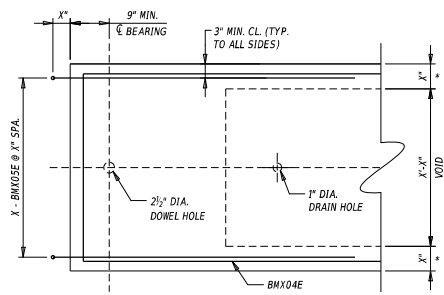 X"
9" MIN.
℄ BEARING
3" MIN. CL. (TYP.
TO ALL SIDES)
X"
*
X - BMX05E @ X" SPA.
X'-X"
VOID
2½" DIA.
DOWEL HOLE
1" DIA.
DRAIN HOLE
X"
*
BMX04E